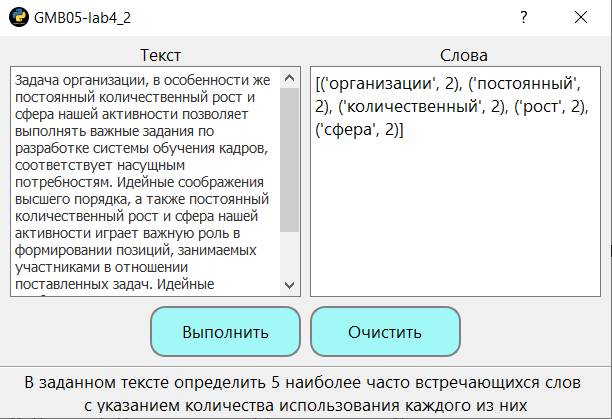 GMB05-lab4_2
?
Текст
Слова
Задача организации, в особенности же
постоянный количественный рост и
сфера нашей активности позволяет
выполнять важные задания по
разработке системы обучения кадров,
соответствует насущным
потребностям. Идейные соображения
высшего порядка, а также постоянный
количественный рост и сфера нашей
активности играет важную роль в
формировании позиций, занимаемых
участниками в отношении
поставленных задач. Идейные
[('организации', 2), ('постоянный',
2), ('количественный', 2), ('рост', 2),
('сфера', 2)]
Выполнить
Очистить
В заданном тексте определить 5 наиболее часто встречающихся слов
с указанием количества использования каждого из них